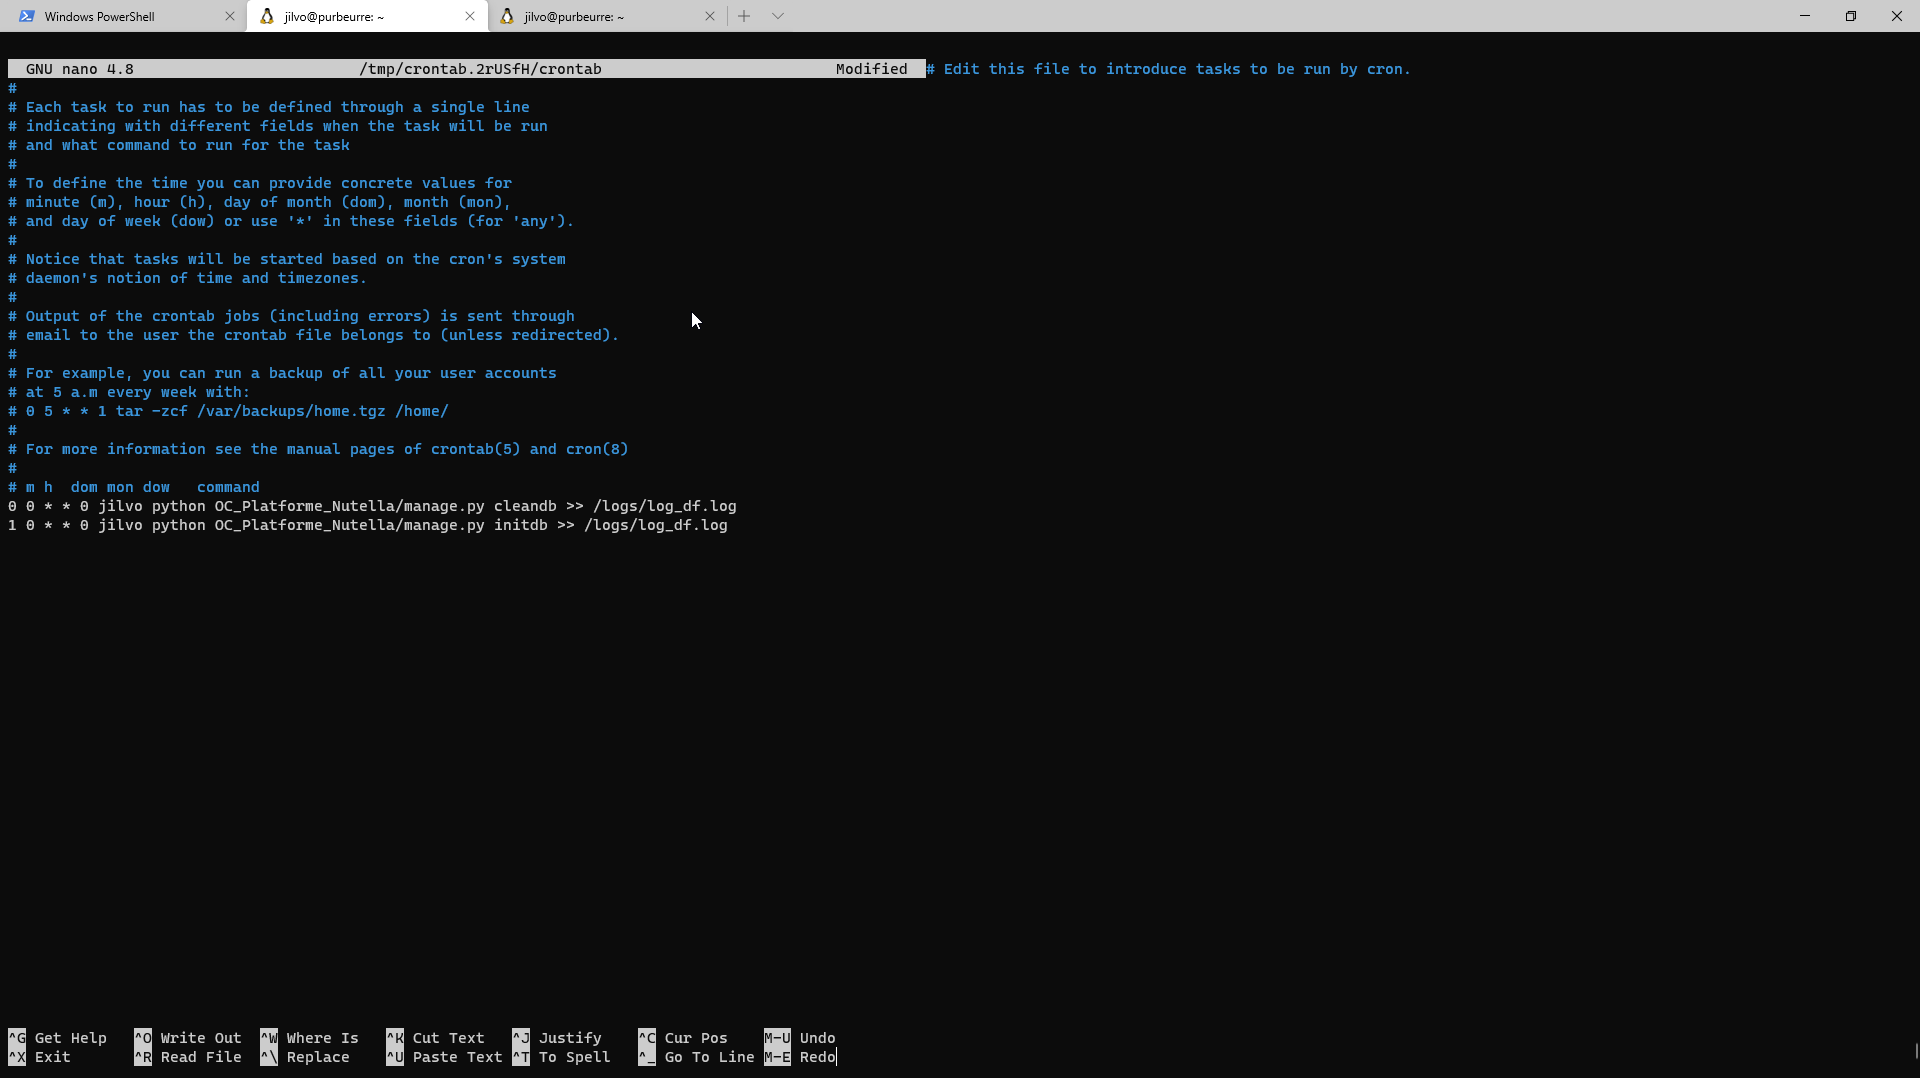 Windows PowerShell
jilvo@purbeurre: ~
jilvo@purbeurre: ~
GNU nano 4.8 /tmp/crontab.2rUSfH/crontab Modified # Edit this file to introduce tasks to be run by cron.
#
# Each task to run has to be defined through a single line
# indicating with different fields when the task will be run
# and what command to run for the task
#
# To define the time you can provide concrete values for
# minute (m), hour (h), day of month (dom), month (mon),
# and day of week (dow) or use '*' in these fields (for 'any').
#
# Notice that tasks will be started based on the cron's system
# daemon's notion of time and timezones.
#
# Output of the crontab jobs (including errors) is sent through
# email to the user the crontab file belongs to (unless redirected).
#
# For example, you can run a backup of all your user accounts
# at 5 a.m every week with:
# 0 5 * * 1 tar -zcf /var/backups/home.tgz /home/
#
# For more information see the manual pages of crontab(5) and cron(8)
#
# m h  dom mon dow   command
0 0 * * 0 jilvo python OC_Platforme_Nutella/manage.py cleandb >> /logs/log_df.log
1 0 * * 0 jilvo python OC_Platforme_Nutella/manage.py initdb >> /logs/log_df.log
^G Get Help ^O Write Out ^W Where Is ^K Cut Text ^J Justify ^C Cur Pos M-U Undo
^X Exit ^R Read File ^\ Replace ^U Paste Text ^T To Spell ^_ Go To Line M-E Redo